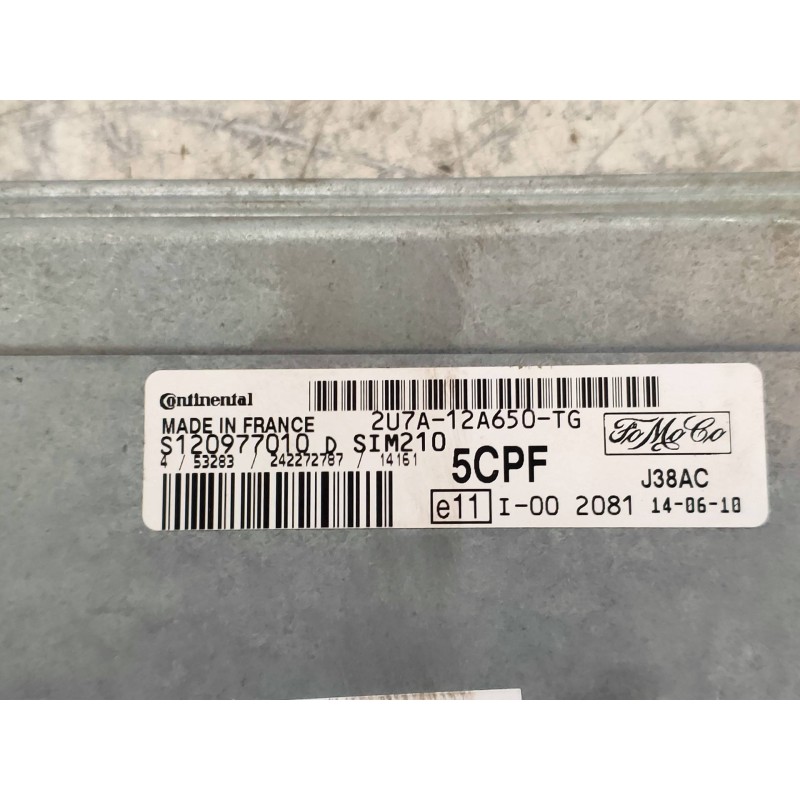 Continental
MADE IN FRANCE 2U7A-12A650-TG
S120977010 D SIM210
4 / 53283 / 242272787 / 14161
5CPF
FoMoCo
J38AC
e11 I-00 2081 14-06-10